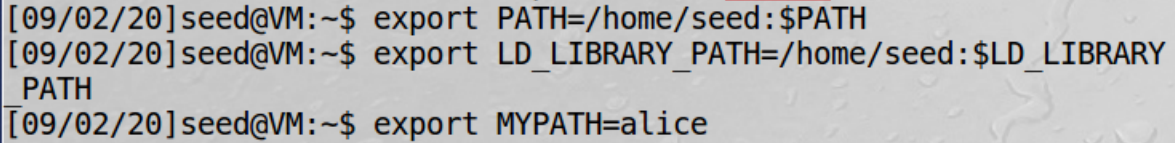 [09/02/20]seed@VM:~$ export PATH=/home/seed:$PATH
[09/02/20]seed@VM:~$ export LD_LIBRARY_PATH=/home/seed:$LD_LIBRARY
_PATH
[09/02/20]seed@VM:~$ export MYPATH=alice